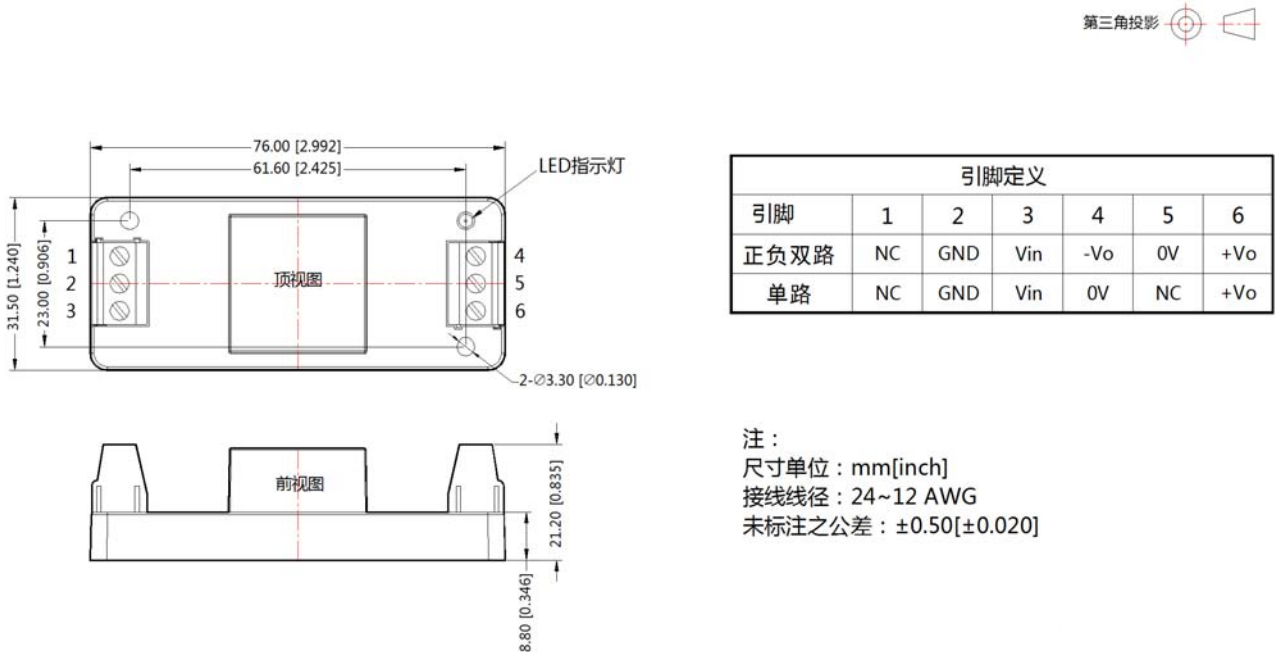 第三角投影
76.00 [2.992]
61.60 [2.425]
LED指示灯
31.50 [1.240]
23.00 [0.906]
1
2
3
顶视图
4
5
6
2-∅3.30 [∅0.130]
引脚定义
引脚 1 2 3 4 5 6
正负双路 NC GND Vin -Vo 0V +Vo
单路 NC GND Vin 0V NC +Vo
前视图
21.20 [0.835]
8.80 [0.346]
注：
尺寸单位：mm[inch]
接线线径：24~12 AWG
未标注之公差：±0.50[±0.020]